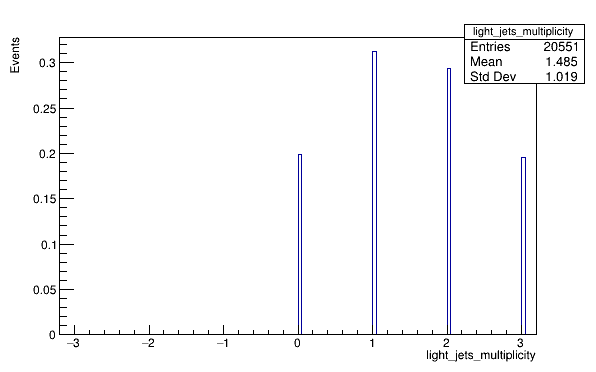 light_jets_multiplicity
Entries 20551
Mean 1.485
Std Dev 1.019
Events
0.3
0.25
0.2
0.15
0.1
0.05
0
−3 −2 −1 0 1 2 3
light_jets_multiplicity